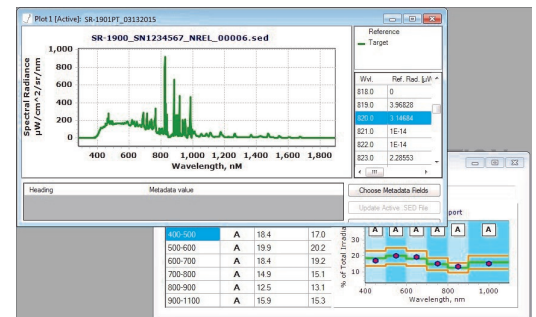 Plot 1 [Active]: SR-1901PT_03132015
SR-1900_SN1234567_NREL_00006.sed
Spectral Radiance
µW/cm^2/sr/nm
1,000
800
600
400
200
0
400 600 800 1,000 1,200 1,400 1,600 1,800
Wavelength, nM
Reference
Target
Wvl. Ref. Rad. [µW
818.0 0
819.0 3.96828
820.0 3.14684
821.0 1E-14
822.0 1E-14
823.0 2.28553
Heading Metadata value
Choose Metadata Fields
Update Active .SED File
400-500 A 18.4 17.0
500-600 A 19.9 20.2
600-700 A 18.4 19.2
700-800 A 14.9 15.1
800-900 A 12.5 13.1
900-1100 A 15.9 15.3
port
A A A A A A
% of Total Irradia
30
20
10
400 600 800 1,000
Wavelength, nm